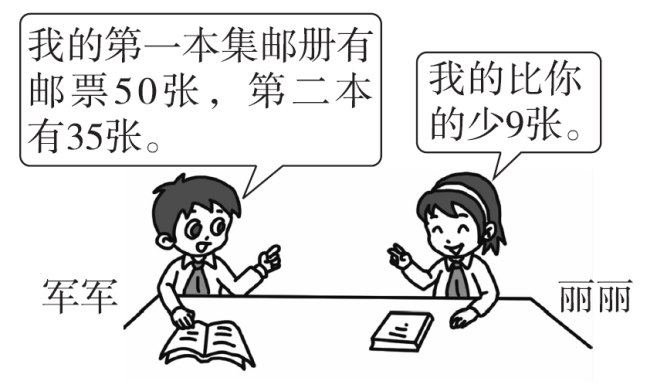 我的第一本集邮册有
邮票50张，第二本
有35张。
我的比你
的少9张。
军军
丽丽